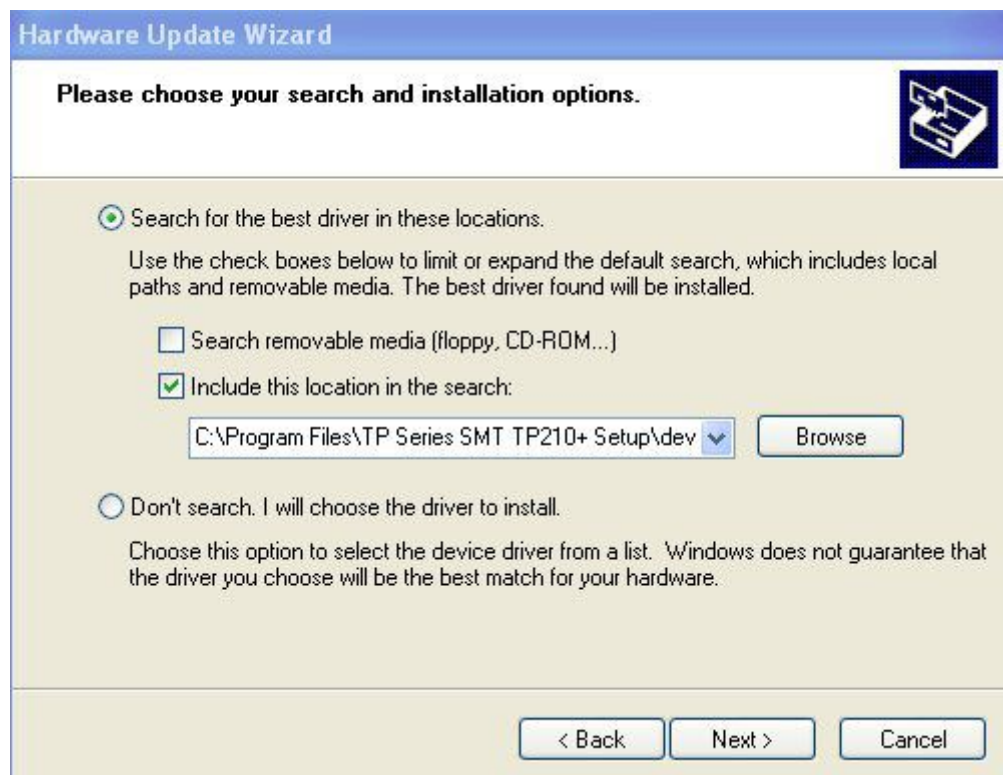 Hardware Update Wizard
Please choose your search and installation options.
Search for the best driver in these locations.
Use the check boxes below to limit or expand the default search, which includes local
paths and removable media. The best driver found will be installed.
Search removable media (floppy, CD-ROM...)
Include this location in the search:
C:\Program Files\TP Series SMT TP210+ Setup\dev
Browse
Don't search. I will choose the driver to install.
Choose this option to select the device driver from a list. Windows does not guarantee that
the driver you choose will be the best match for your hardware.
< Back Next > Cancel